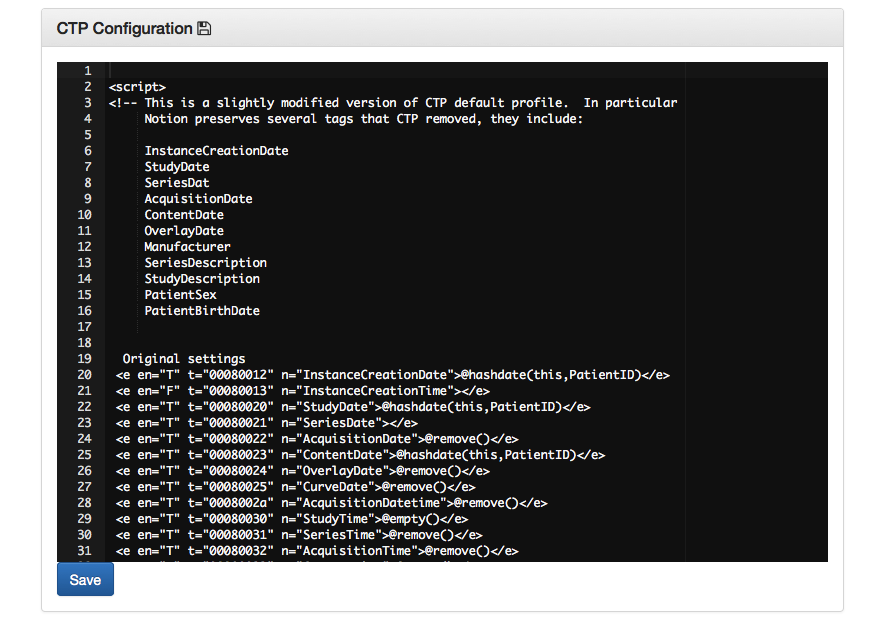 CTP Configuration
1
2 <script>
3 <!-- This is a slightly modified version of CTP default profile.  In particular
4 Notion preserves several tags that CTP removed, they include:
5
6 InstanceCreationDate
7 StudyDate
8 SeriesDat
9 AcquisitionDate
10 ContentDate
11 OverlayDate
12 Manufacturer
13 SeriesDescription
14 StudyDescription
15 PatientSex
16 PatientBirthDate
17
18
19 Original settings
20 <e en="T" t="00080012" n="InstanceCreationDate">@hashdate(this,PatientID)</e>
21 <e en="F" t="00080013" n="InstanceCreationTime"></e>
22 <e en="T" t="00080020" n="StudyDate">@hashdate(this,PatientID)</e>
23 <e en="T" t="00080021" n="SeriesDate"></e>
24 <e en="T" t="00080022" n="AcquisitionDate">@remove()</e>
25 <e en="T" t="00080023" n="ContentDate">@hashdate(this,PatientID)</e>
26 <e en="T" t="00080024" n="OverlayDate">@remove()</e>
27 <e en="T" t="00080025" n="CurveDate">@remove()</e>
28 <e en="T" t="0008002a" n="AcquisitionDatetime">@remove()</e>
29 <e en="T" t="00080030" n="StudyTime">@empty()</e>
30 <e en="T" t="00080031" n="SeriesTime">@remove()</e>
31 <e en="T" t="00080032" n="AcquisitionTime">@remove()</e>
Save